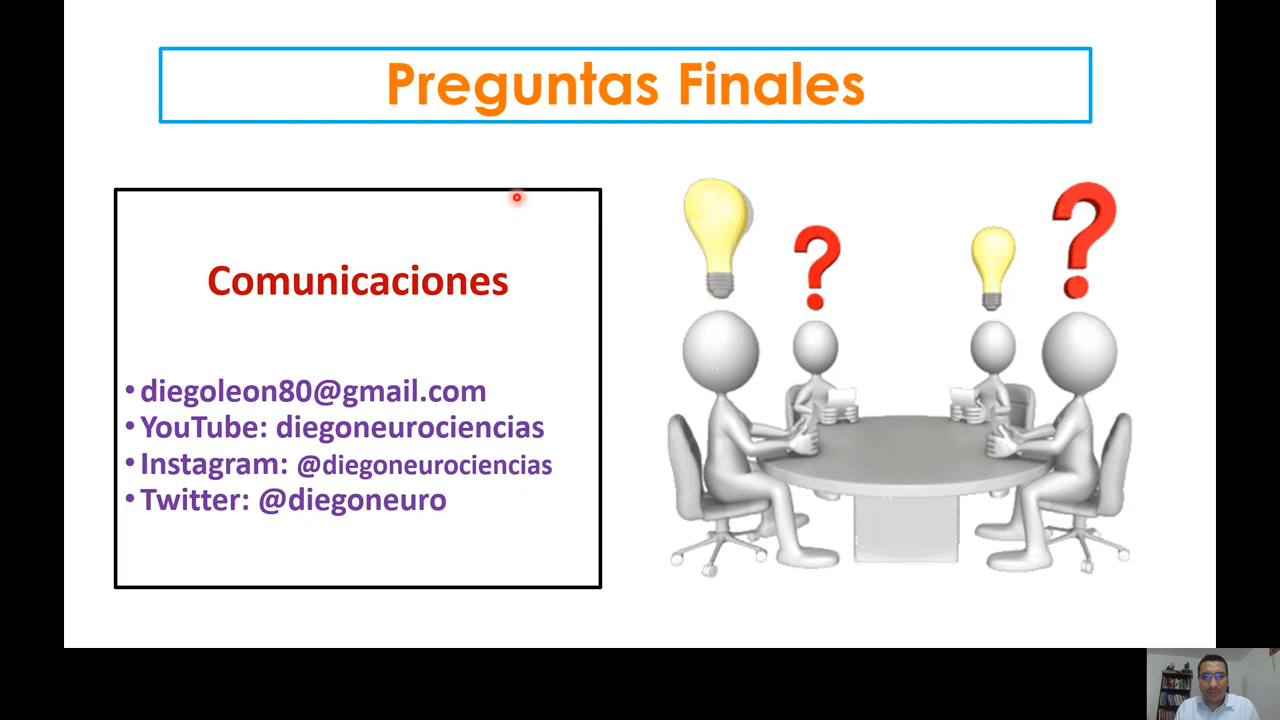 Preguntas Finales
Comunicaciones
• diegoleon80@gmail.com
• YouTube: diegoneurociencias
• Instagram: @diegoneurociencias
• Twitter: @diegoneuro